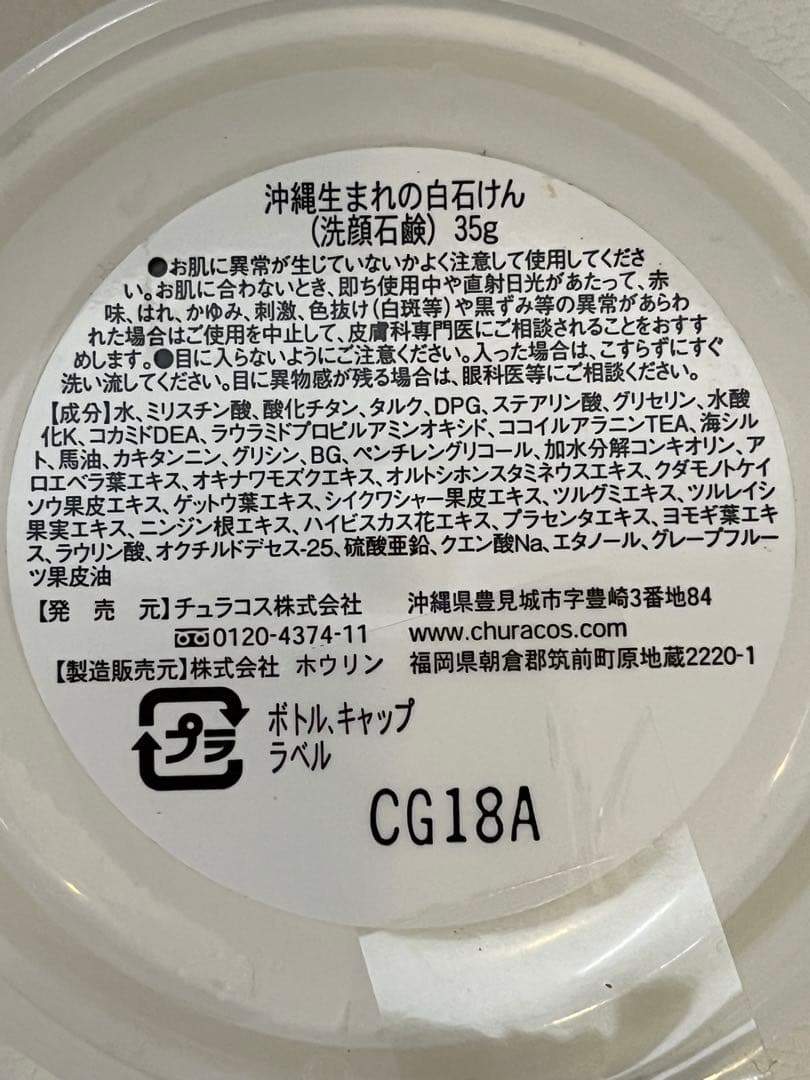 沖縄生まれの白石けん
(洗顔石鹸) 35g
●お肌に異常が生じていないかよく注意して使用してくださ
い。お肌に合わないとき、即ち使用中や直射日光があたって、赤
味、はれ、かゆみ、刺激、色抜け(白斑等)や黒ずみ等の異常があらわ
れた場合はご使用を中止して、皮膚科専門医にご相談されることをおすす
めします。●目に入らないようにご注意ください。入った場合は、こすらずにすぐ
洗い流してください。目に異物感が残る場合は、眼科医等にご相談ください。
【成分】水、ミリスチン酸、酸化チタン、タルク、DPG、ステアリン酸、グリセリン、水酸
化K、コカミドDEA、ラウラミドプロピルアミンオキシド、ココイルアラニンTEA、海シル
ト、馬油、カキタンニン、グリシン、BG、ペンチレングリコール、加水分解コンキオリン、ア
ロエベラ葉エキス、オキナワモズクエキス、オルトシホンスタミネウスエキス、クダモノトケイ
ソウ果皮エキス、ゲットウ葉エキス、シイクワシャー果皮エキス、ツルグミエキス、ツルレイシ
果実エキス、ニンジン根エキス、ハイビスカス花エキス、プラセンタエキス、ヨモギ葉エキ
ス、ラウリン酸、オクチルドデセス-25、硫酸亜鉛、クエン酸Na、エタノール、グレープフルー
ツ果皮油
【発 売 元】チュラコス株式会社 沖縄県豊見城市字豊崎3番地84
0120-4374-11 www.churacos.com
【製造販売元】株式会社 ホウリン 福岡県朝倉郡筑前町原地蔵2220-1
プラ ボトル、キャップ
ラベル
CG18A